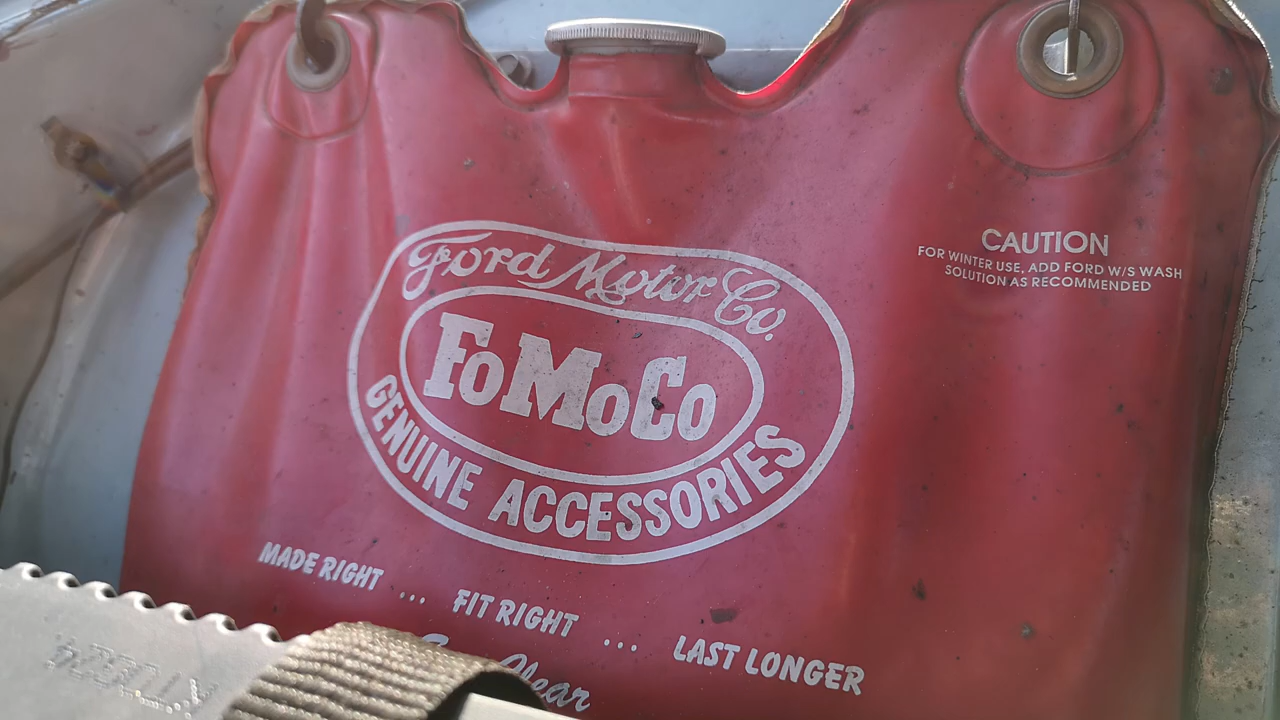 Ford Motor Co.
FoMoCo
GENUINE ACCESSORIES
CAUTION
FOR WINTER USE, ADD FORD W/S WASH
SOLUTION AS RECOMMENDED
MADE RIGHT ... FIT RIGHT ... LAST LONGER